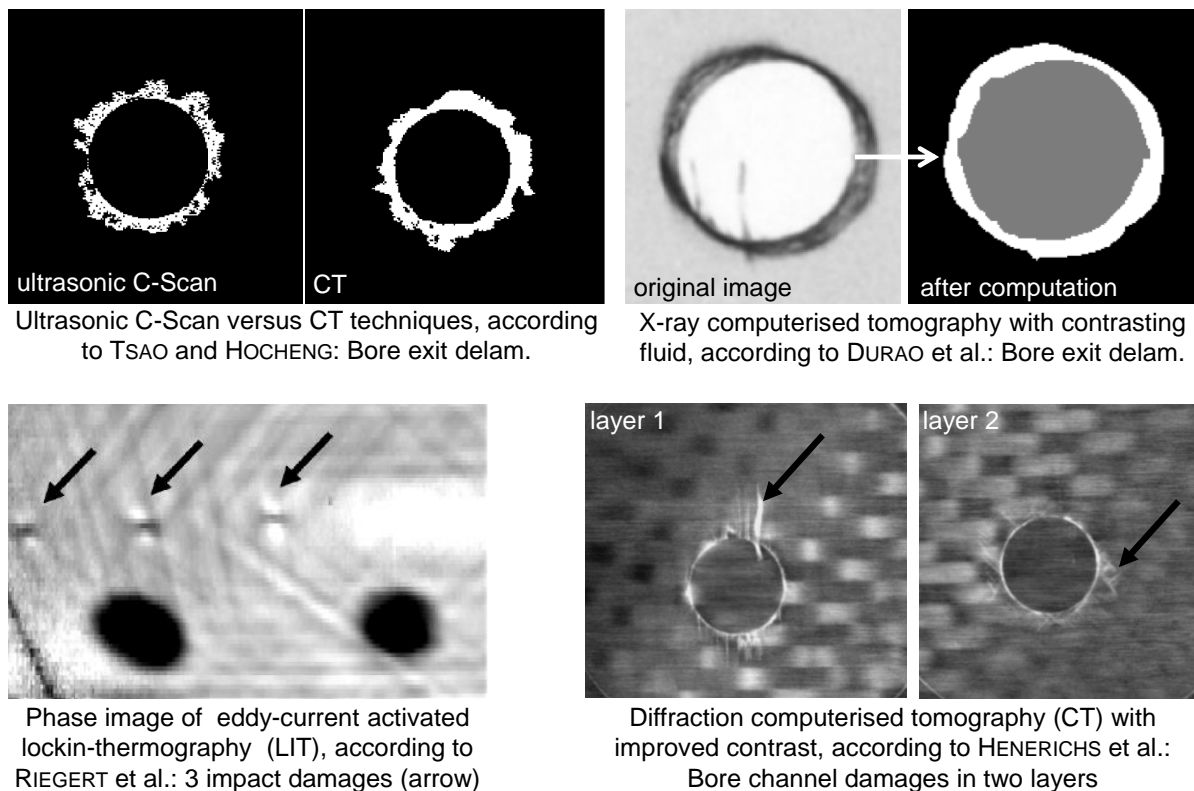 ultrasonic C-Scan
CT
Ultrasonic C-Scan versus CT techniques, according
to TSAO and HOCHENG: Bore exit delam.
original image
after computation
X-ray computerised tomography with contrasting
fluid, according to DURAO et al.: Bore exit delam.
Phase image of eddy-current activated
lockin-thermography (LIT), according to
RIEGERT et al.: 3 impact damages (arrow)
layer 1
layer 2
Diffraction computerised tomography (CT) with
improved contrast, according to HENERICHS et al.:
Bore channel damages in two layers